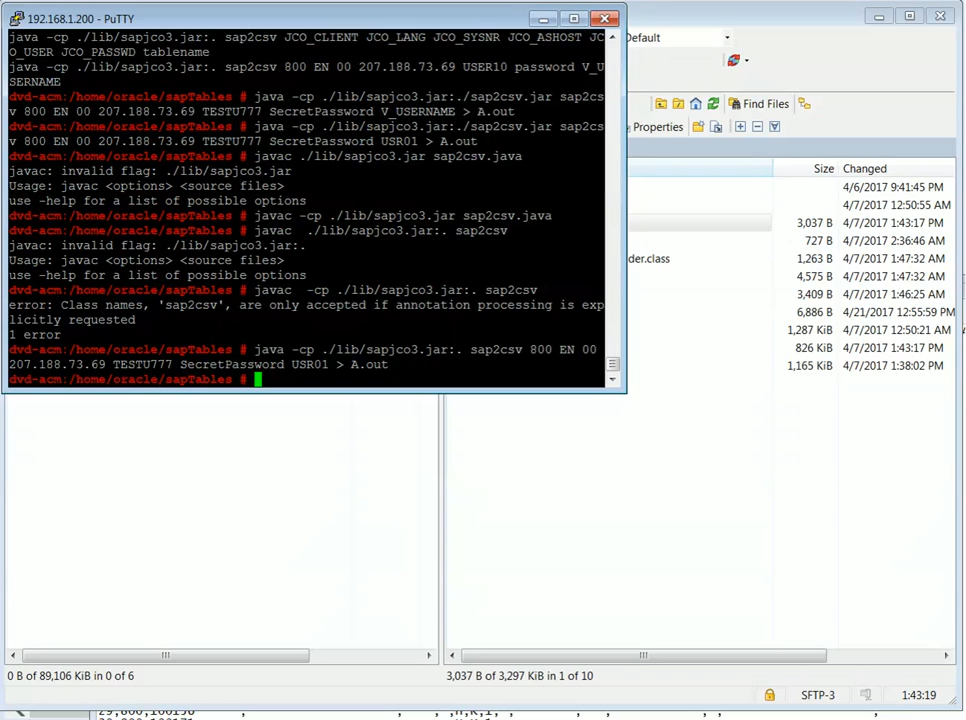 192.168.1.200 - PuTTY
java -cp ./lib/sapjco3.jar:. sap2csv JCO_CLIENT JCO_LANG JCO_SYSNR JCO_ASHOST JC
O_USER JCO_PASSWD tablename
java -cp ./lib/sapjco3.jar:. sap2csv 800 EN 00 207.188.73.69 USER10 password V_U
SERNAME
dvd-acm:/home/oracle/sapTables # java -cp ./lib/sapjco3.jar:./sap2csv.jar sap2cs
v 800 EN 00 207.188.73.69 TESTU777 SecretPassword V_USERNAME > A.out
dvd-acm:/home/oracle/sapTables # java -cp ./lib/sapjco3.jar:./sap2csv.jar sap2cs
v 800 EN 00 207.188.73.69 TESTU777 SecretPassword USR01 > A.out
dvd-acm:/home/oracle/sapTables # javac ./lib/sapjco3.jar sap2csv.java
javac: invalid flag: ./lib/sapjco3.jar
Usage: javac <options> <source files>
use -help for a list of possible options
dvd-acm:/home/oracle/sapTables # javac -cp ./lib/sapjco3.jar sap2csv.java
dvd-acm:/home/oracle/sapTables # javac  ./lib/sapjco3.jar:. sap2csv
javac: invalid flag: ./lib/sapjco3.jar:.
Usage: javac <options> <source files>
use -help for a list of possible options
dvd-acm:/home/oracle/sapTables # javac  -cp ./lib/sapjco3.jar:. sap2csv
error: Class names, 'sap2csv', are only accepted if annotation processing is exp
licitly requested
1 error
dvd-acm:/home/oracle/sapTables # java -cp ./lib/sapjco3.jar:. sap2csv 800 EN 00
207.188.73.69 TESTU777 SecretPassword USR01 > A.out
dvd-acm:/home/oracle/sapTables #
Default
Find Files
Properties
Size Changed
4/6/2017 9:41:45 PM
4/7/2017 12:50:55 AM
3,037 B 4/7/2017 1:43:17 PM
727 B 4/7/2017 2:36:46 AM
der.class 1,263 B 4/7/2017 1:47:32 AM
4,575 B 4/7/2017 1:47:32 AM
3,409 B 4/7/2017 1:46:25 AM
6,886 B 4/21/2017 12:55:59 PM
1,287 KiB 4/7/2017 12:50:21 AM
826 KiB 4/7/2017 1:43:17 PM
1,165 KiB 4/7/2017 1:38:02 PM
0 B of 89,106 KiB in 0 of 6
3,037 B of 3,297 KiB in 1 of 10
SFTP-3 1:43:19